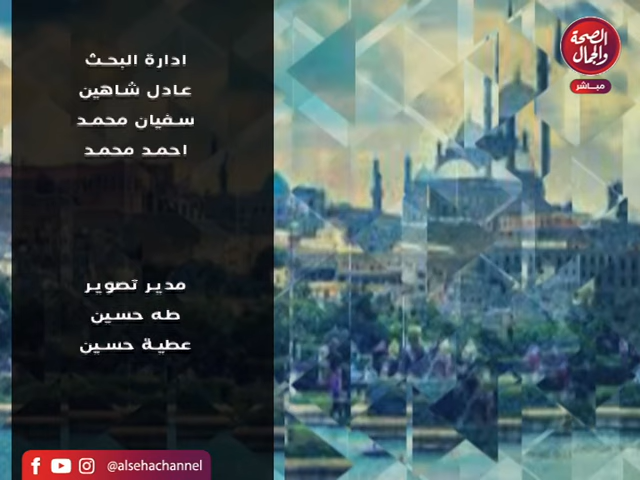 الصحة
والجمال
مباشر
ادارة البحث
عادل شاهين
سفيان محمد
احمد محمد
مدير تصوير
طه حسين
عطية حسين
@alsehachannel